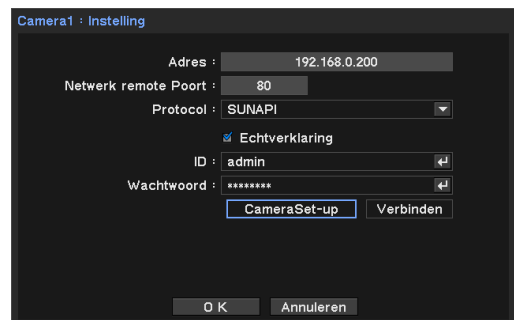 Camera1 : Instelling
Adres : 192.168.0.200
Netwerk remote Poort : 80
Protocol : SUNAPI
Echtverklaring
ID : admin
Wachtwoord : ********
CameraSet-up Verbinden
OK Annuleren